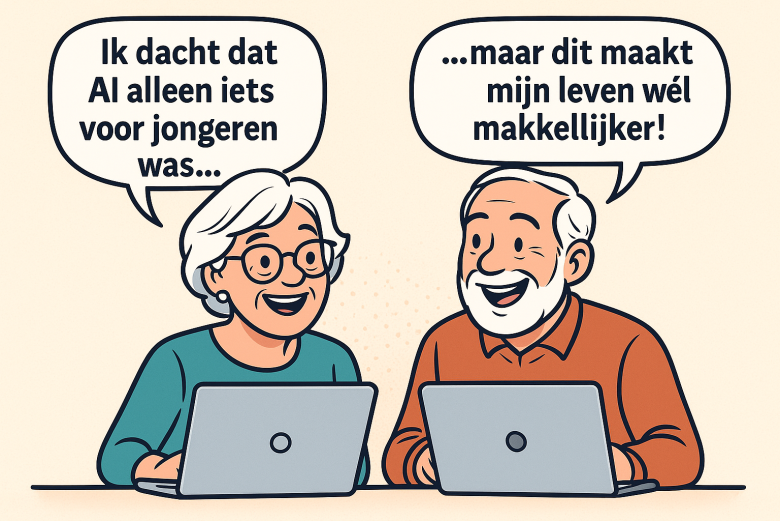 Ik dacht dat
AI alleen iets
voor jongeren
was...
...maar dit maakt
mijn leven wél
makkellijker!